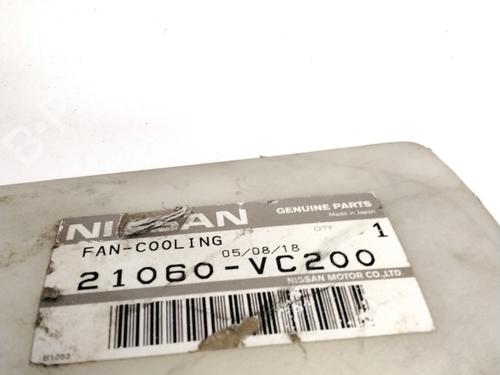 NISSAN
GENUINE PARTS
Made in Japan
FAN-COOLING
05/08/18
QTY
1
21060-VC200
NISSAN MOTOR CO.,LTD.